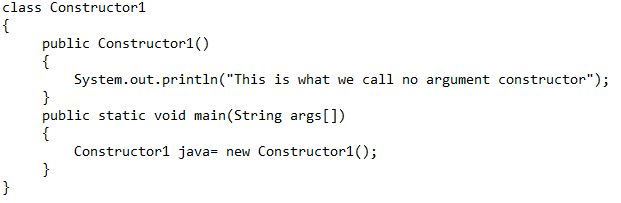 class Constructor1
{
public Constructor1()
{
System.out.println("This is what we call no argument constructor");
}
public static void main(String args[])
{
Constructor1 java= new Constructor1();
}
}